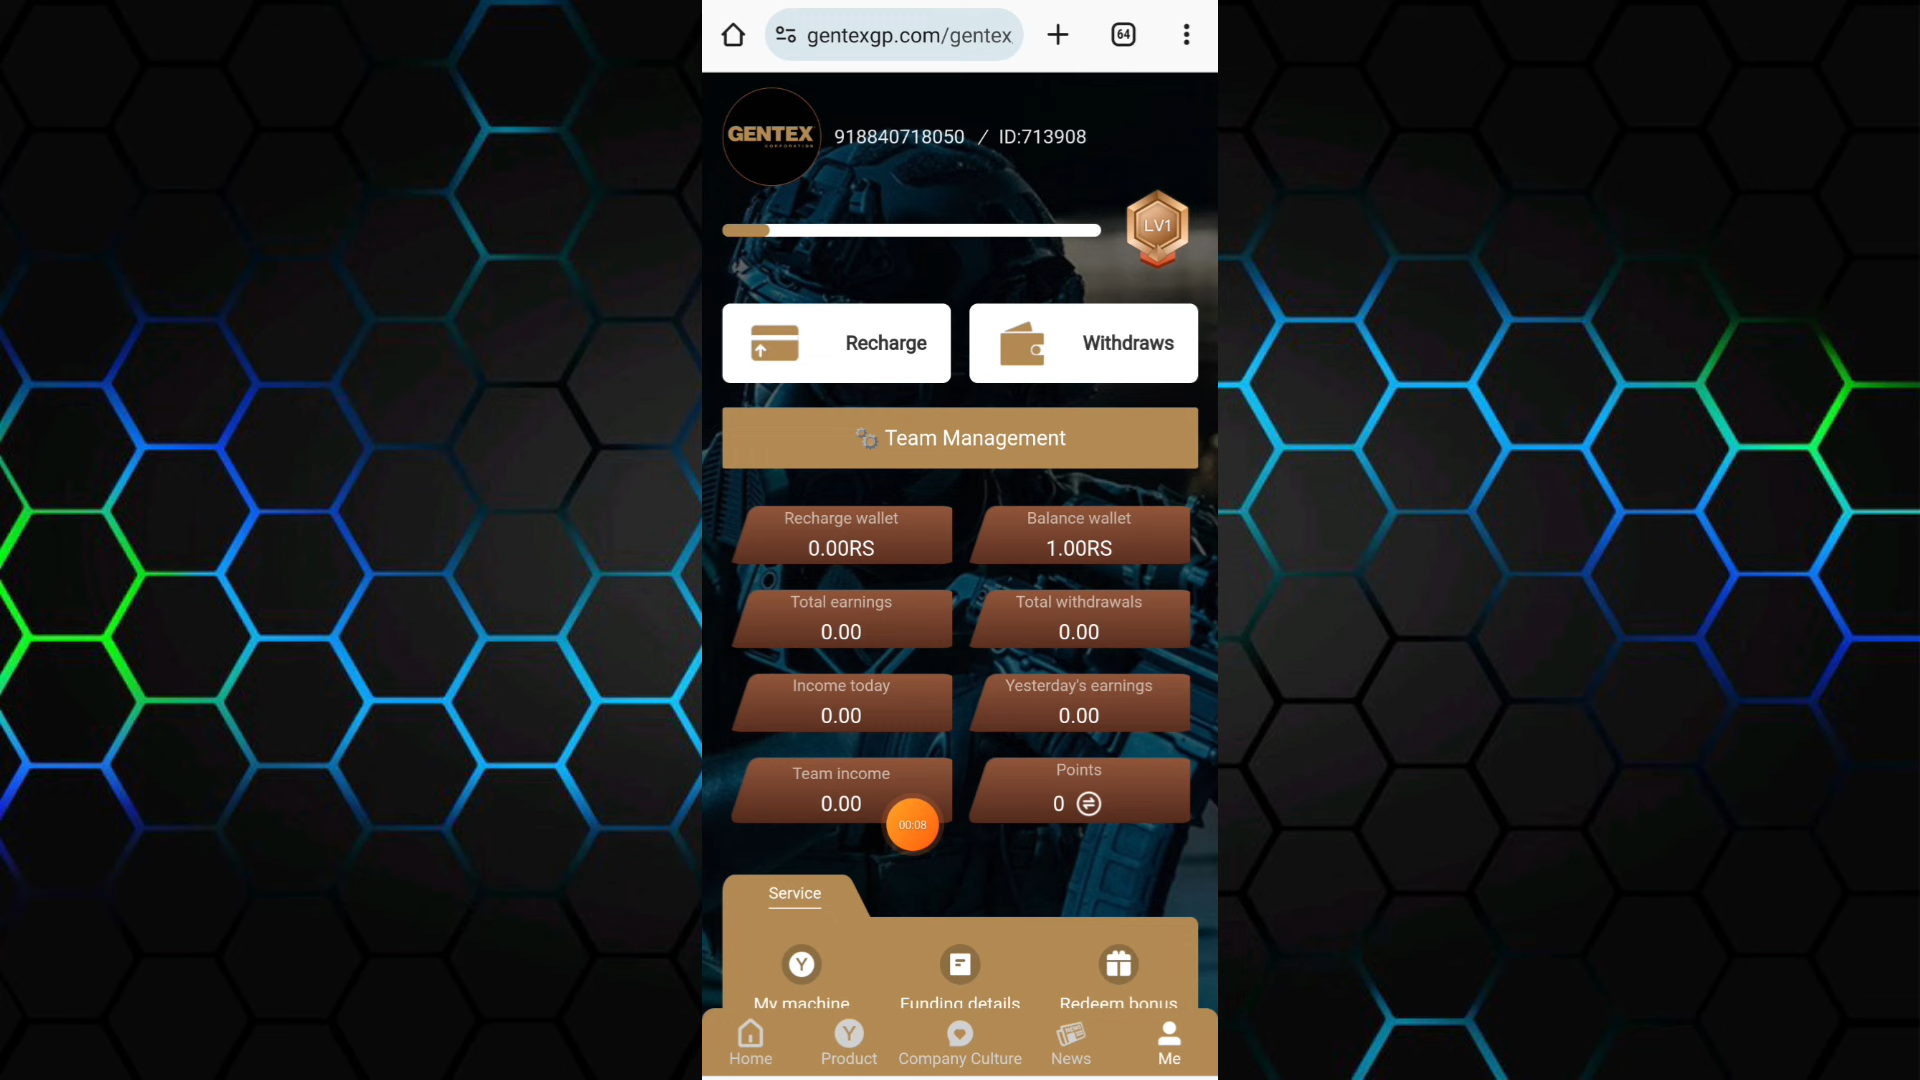 gentexgp.com/gentex
64
GENTEX
CORPORATION
918840718050 / ID:713908
LV1
Recharge
Withdraws
Team Management
Recharge wallet
0.00RS
Balance wallet
1.00RS
Total earnings
0.00
Total withdrawals
0.00
Income today
0.00
Yesterday's earnings
0.00
Team income
0.00
Points
0
00:08
Service
My machine
Funding details
Redeem bonus
Home
Product
Company Culture
NEWS
News
Me